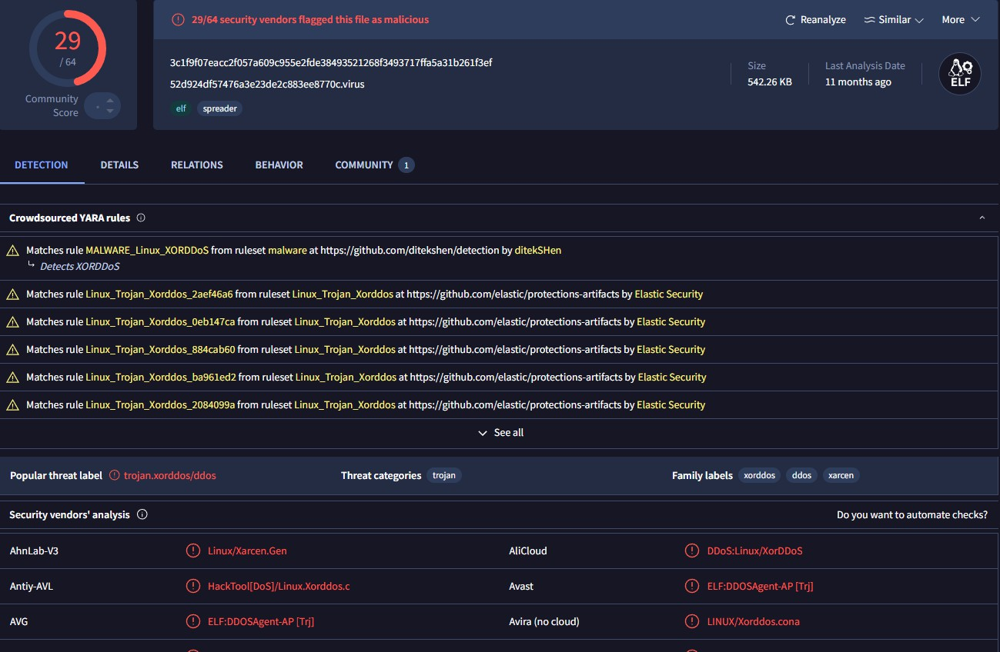 29
/ 64
Community
Score
29/64 security vendors flagged this file as malicious
Reanalyze
Similar
More
3c1f9f07eacc2f057a609c955e2fde38493521268f3493717ffa5a31b261f3ef
52d924df57476a3e23de2c883ee8770c.virus
elf
spreader
Size
542.26 KB
Last Analysis Date
11 months ago
ELF
DETECTION
DETAILS
RELATIONS
BEHAVIOR
COMMUNITY 1
Crowdsourced YARA rules
Matches rule MALWARE_Linux_XORDDoS from ruleset malware at https://github.com/ditekshen/detection by ditekSHen
Detects XORDDoS
Matches rule Linux_Trojan_Xorddos_2aef46a6 from ruleset Linux_Trojan_Xorddos at https://github.com/elastic/protections-artifacts by Elastic Security
Matches rule Linux_Trojan_Xorddos_0eb147ca from ruleset Linux_Trojan_Xorddos at https://github.com/elastic/protections-artifacts by Elastic Security
Matches rule Linux_Trojan_Xorddos_884cab60 from ruleset Linux_Trojan_Xorddos at https://github.com/elastic/protections-artifacts by Elastic Security
Matches rule Linux_Trojan_Xorddos_ba961ed2 from ruleset Linux_Trojan_Xorddos at https://github.com/elastic/protections-artifacts by Elastic Security
Matches rule Linux_Trojan_Xorddos_2084099a from ruleset Linux_Trojan_Xorddos at https://github.com/elastic/protections-artifacts by Elastic Security
See all
Popular threat label trojan.xorddos/ddos
Threat categories trojan
Family labels xorddos ddos xarcen
Security vendors' analysis
Do you want to automate checks?
AhnLab-V3 Linux/Xarcen.Gen AliCloud DDoS:Linux/XorDDoS
Antiy-AVL HackTool[DoS]/Linux.Xorddos.c Avast ELF:DDOSAgent-AP [Trj]
AVG ELF:DDOSAgent-AP [Trj] Avira (no cloud) LINUX/Xorddos.cona